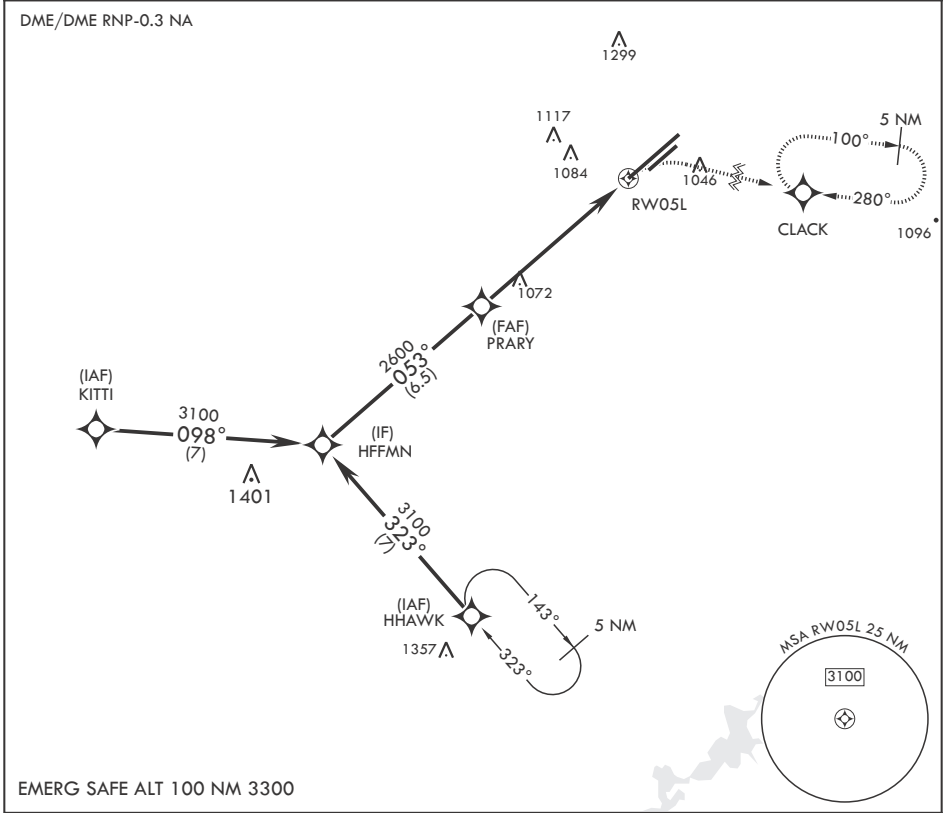 DME/DME RNP-0.3 NA
1299
1117
1084
5 NM
100°
1046
280°
RW05L
CLACK
1096
1072
(FAF)
PRARY
2600
053°
(6.5)
(IAF)
KITTI
3100
098°
(7)
(IF)
HFFMN
1401
3100
323°
(7)
(IAF)
HHAWK
143°
5 NM
323°
1357
MSA RW05L 25 NM
3100
EMERG SAFE ALT 100 NM 3300